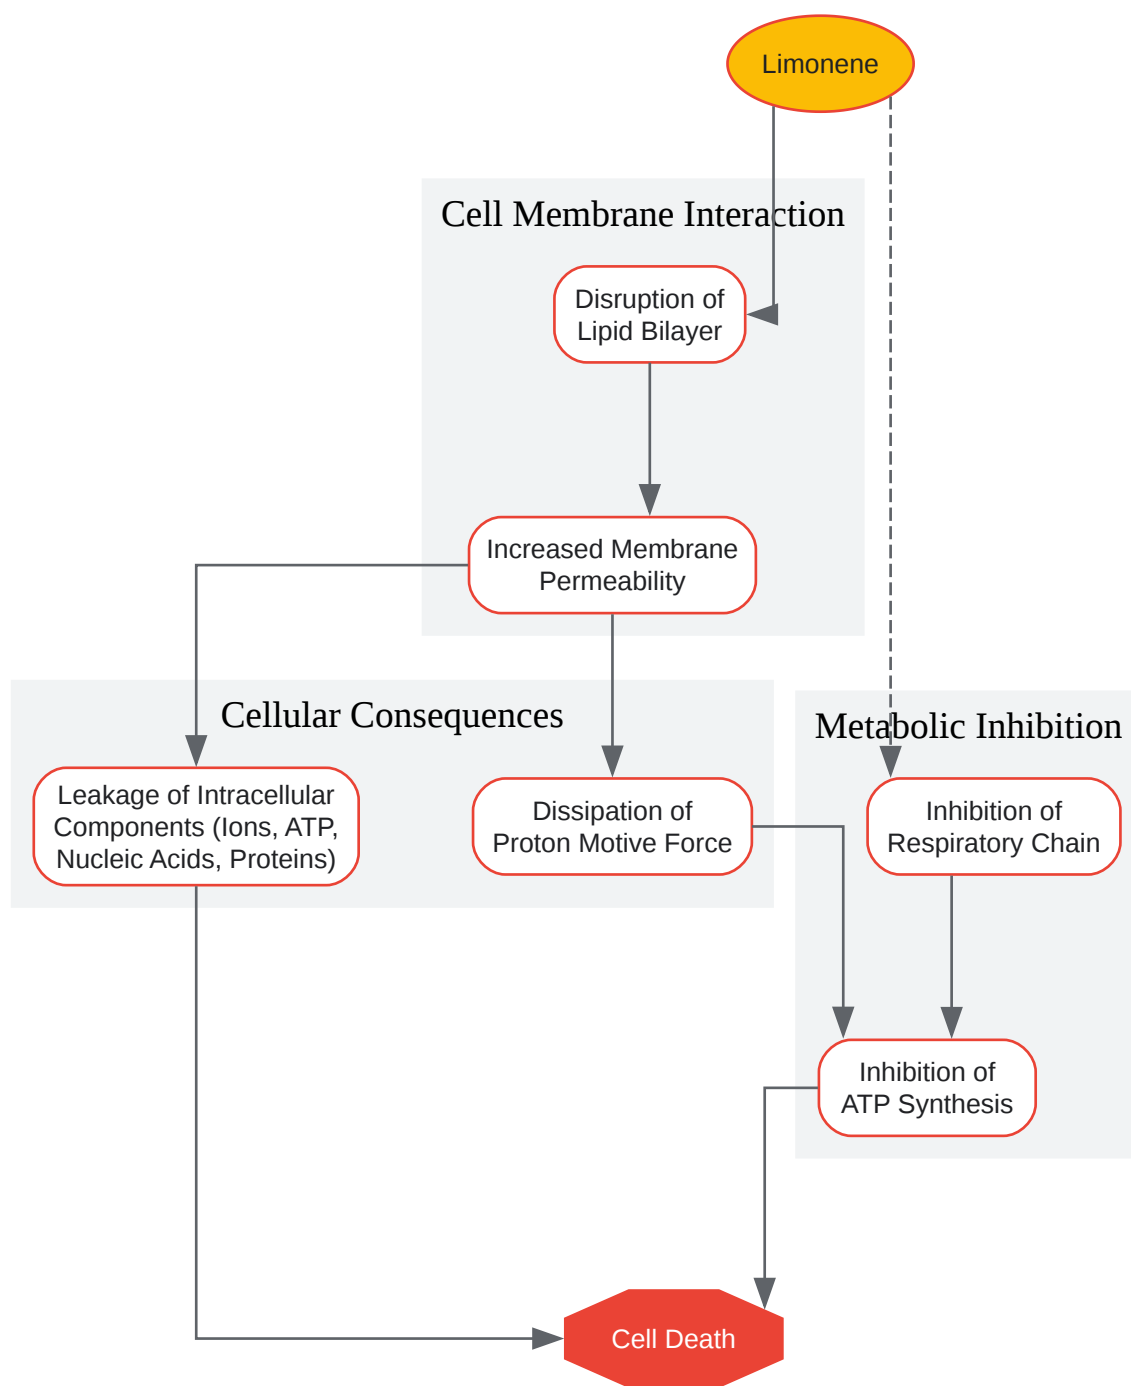 Limonene
Cell Membrane Interaction
Disruption of
Lipid Bilayer
Increased Membrane
Permeability
Cellular Consequences
Metabolic Inhibition
Leakage of Intracellular
Components (Ions, ATP,
Nucleic Acids, Proteins)
Dissipation of
Proton Motive Force
Inhibition of
Respiratory Chain
Inhibition of
ATP Synthesis
Cell Death